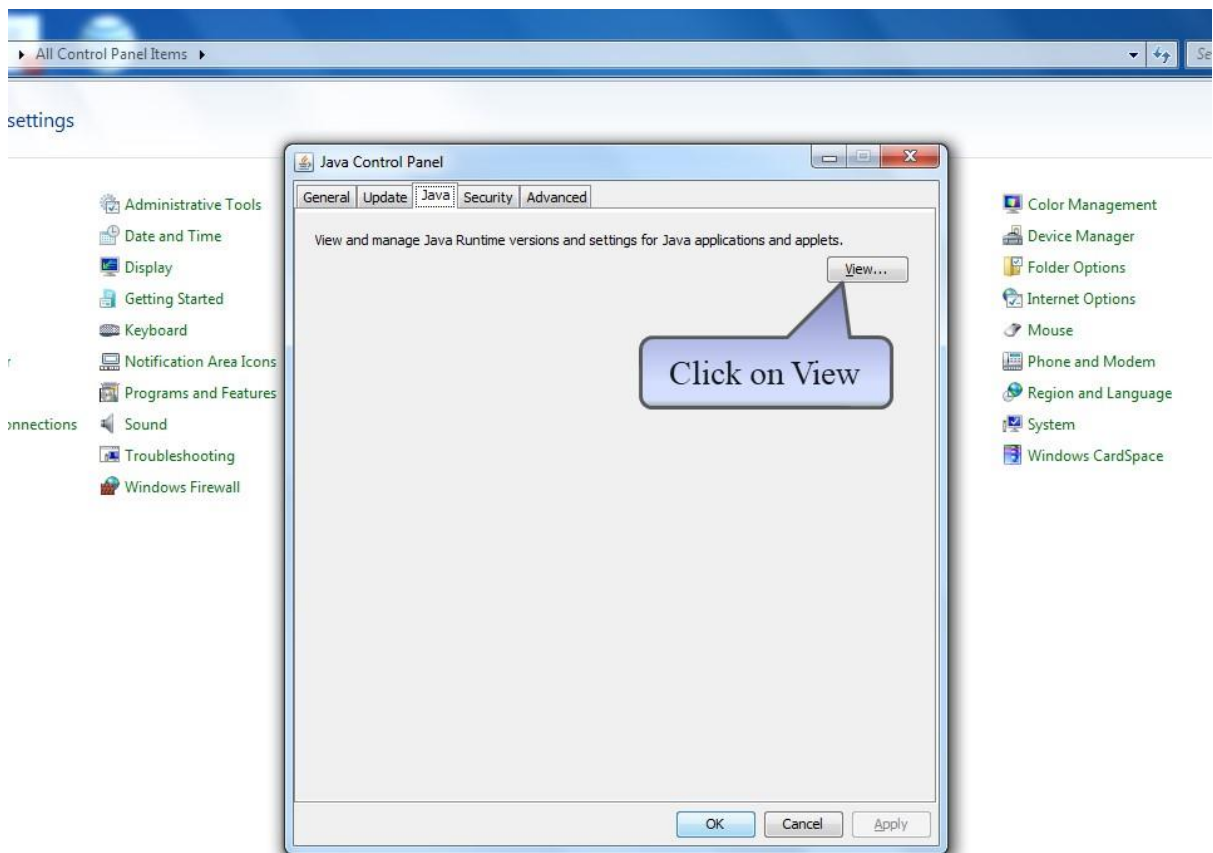 All Control Panel Items
Se
settings
Java Control Panel
General Update Java Security Advanced
View and manage Java Runtime versions and settings for Java applications and applets.
View...
Click on View
OK Cancel Apply
Administrative Tools
Date and Time
Display
Getting Started
Keyboard
r
Notification Area Icons
Programs and Features
onnections
Sound
Troubleshooting
Windows Firewall
Color Management
Device Manager
Folder Options
Internet Options
Mouse
Phone and Modem
Region and Language
System
Windows CardSpace